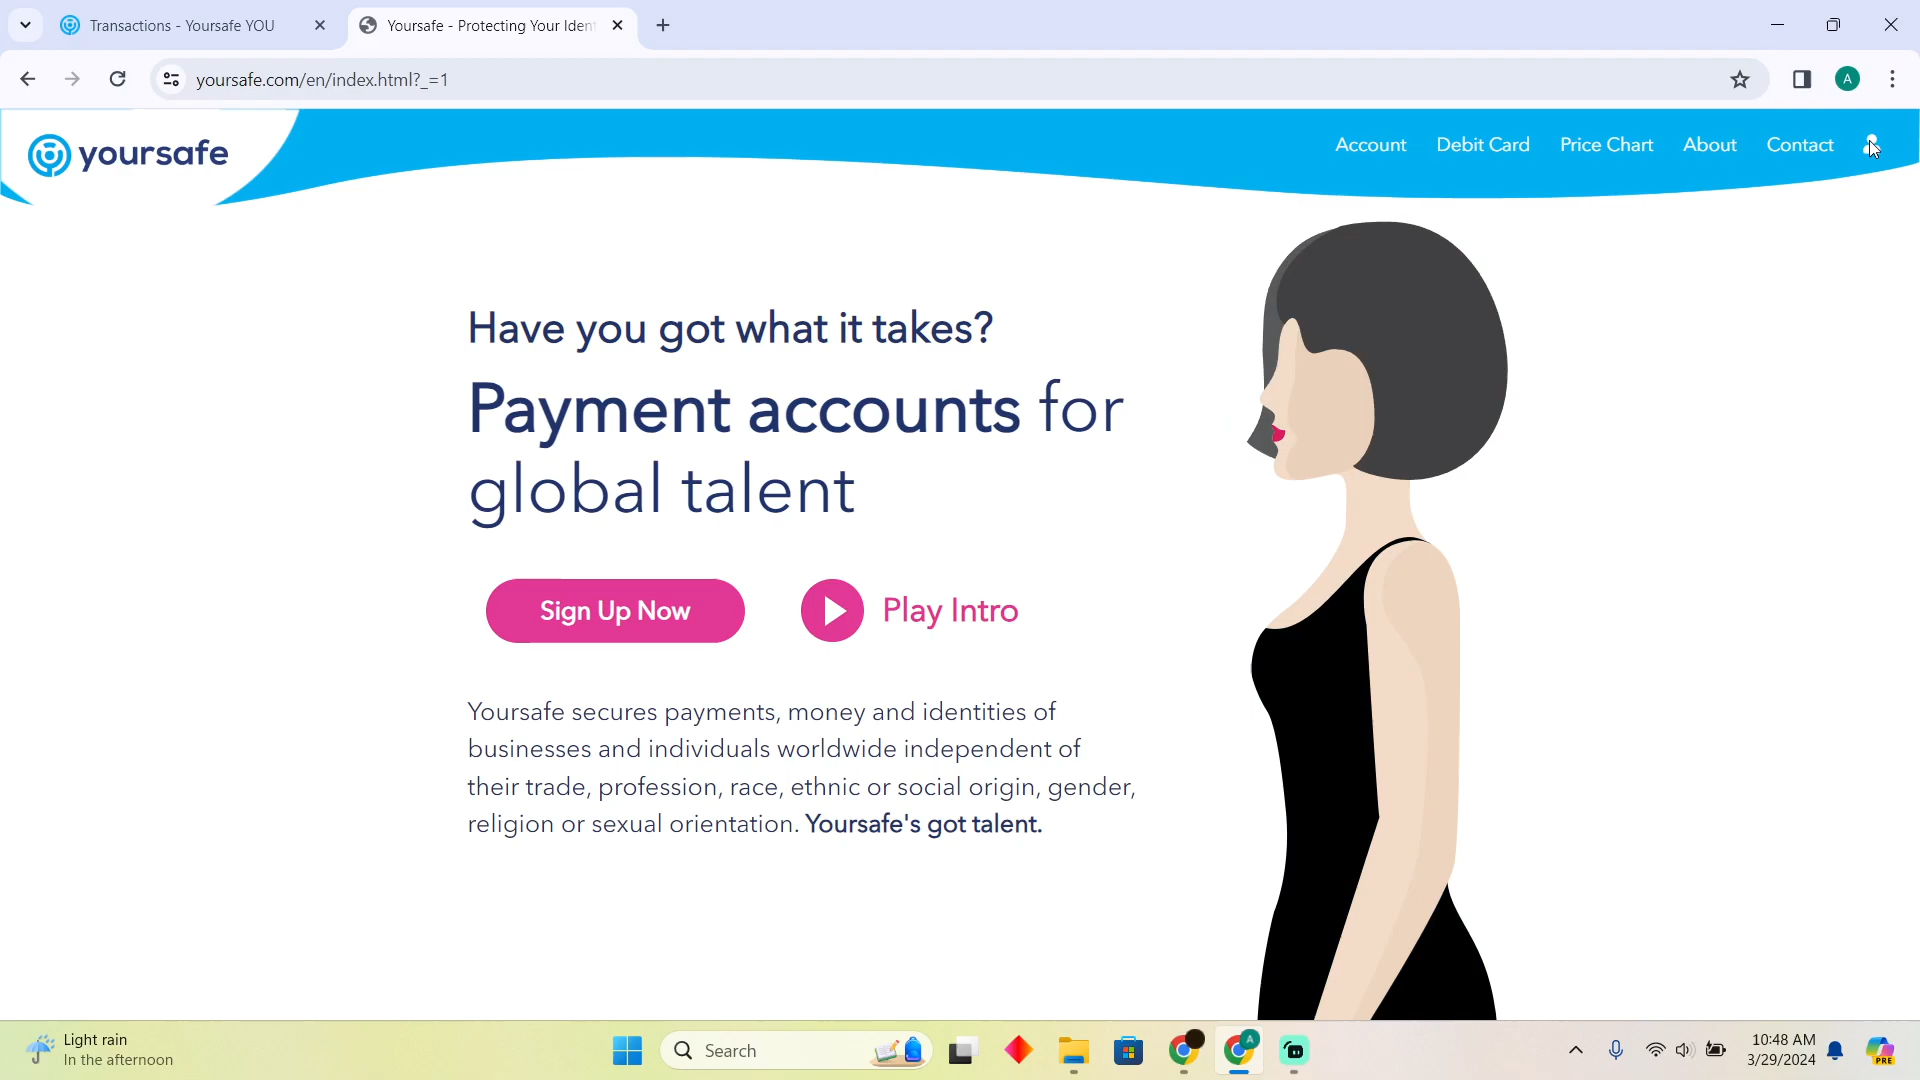 Transactions - Yoursafe YOU
Yoursafe - Protecting Your Iden
yoursafe.com/en/index.html?_=1
A
yoursafe
Account
Debit Card
Price Chart
About
Contact
Have you got what it takes?
Payment accounts for
global talent
Sign Up Now
Play Intro
Yoursafe secures payments, money and identities of
businesses and individuals worldwide independent of
their trade, profession, race, ethnic or social origin, gender,
religion or sexual orientation. Yoursafe's got talent.
Light rain
In the afternoon
Search
A
10:48 AM
3/29/2024
PRE